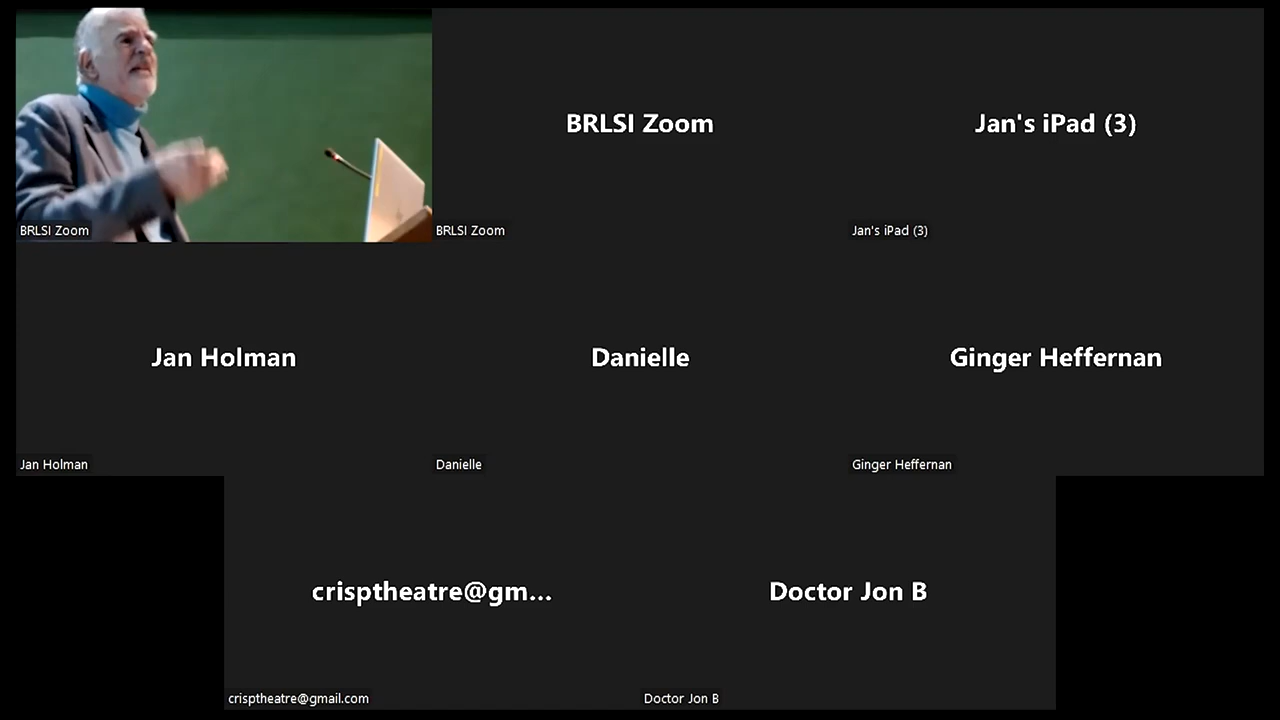 BRLSI Zoom
Jan's iPad (3)
BRLSI Zoom
BRLSI Zoom
Jan's iPad (3)
Jan Holman
Danielle
Ginger Heffernan
Jan Holman
Danielle
Ginger Heffernan
crisptheatre@gm...
Doctor Jon B
crisptheatre@gmail.com
Doctor Jon B